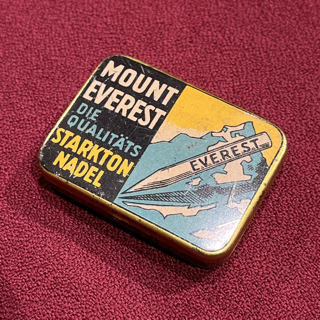 MOUNT
EVEREST
DIE
QUALITÄTS
STARKTON
NADEL
EVEREST